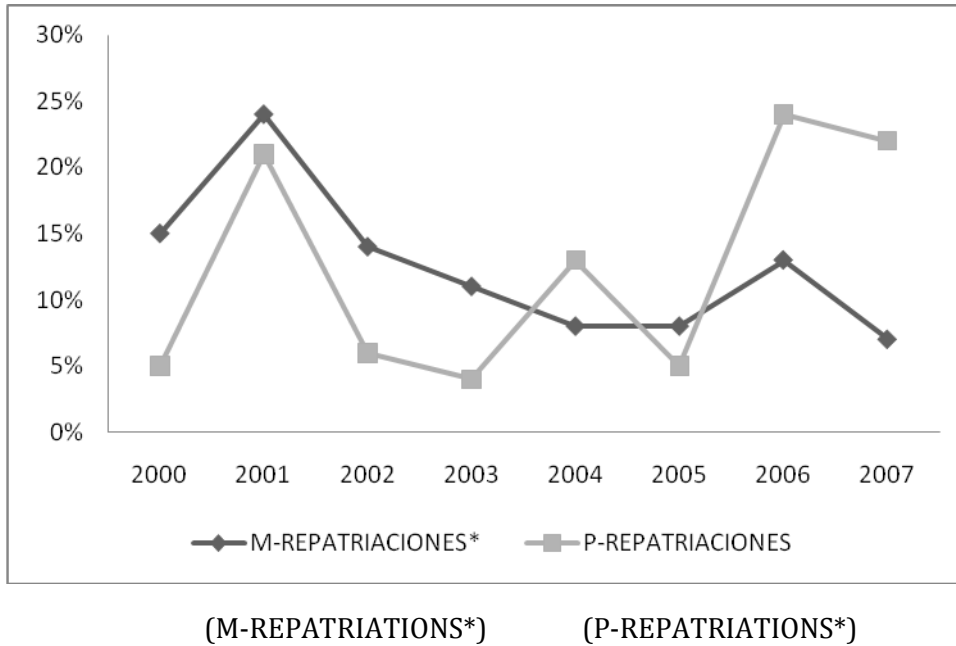 30%
25%
20%
15%
10%
5%
0%
2000 2001 2002 2003 2004 2005 2006 2007
M-REPATRIACIONES* P-REPATRIACIONES
(M-REPATRIATIONS*) (P-REPATRIATIONS*)